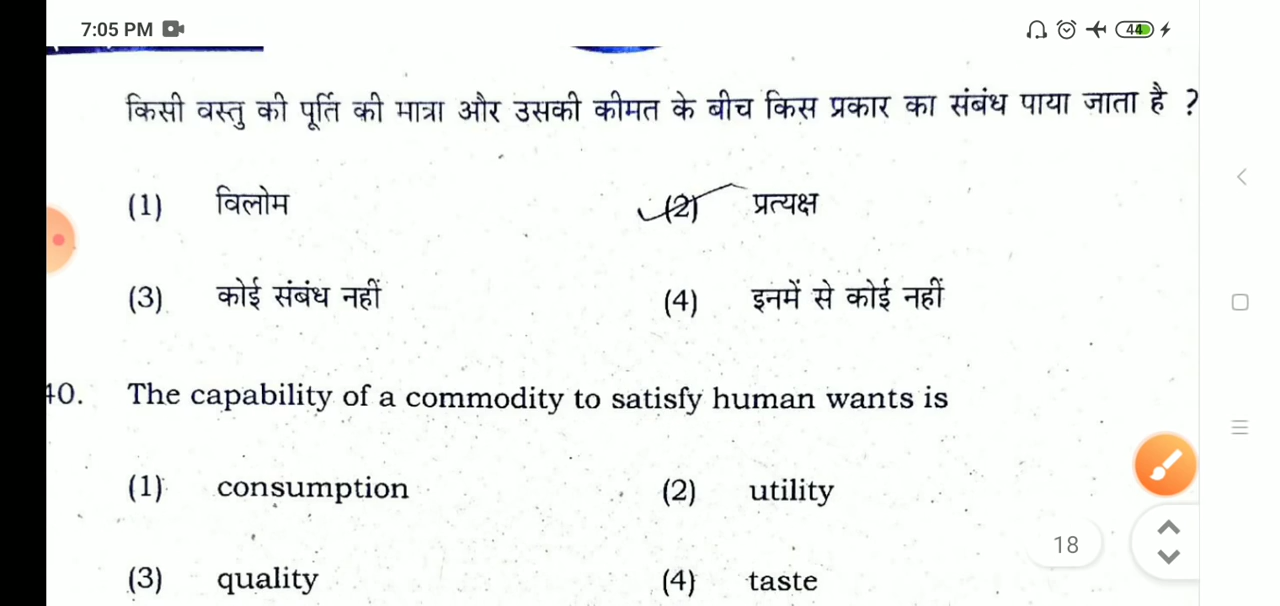 7:05 PM
44
किसी वस्तु की पूर्ति की मात्रा और उसकी कीमत के बीच किस प्रकार का संबंध पाया जाता है ?
(1) विलोम (2) प्रत्यक्ष
(3) कोई संबंध नहीं (4) इनमें से कोई नहीं
40. The capability of a commodity to satisfy human wants is
(1) consumption (2) utility
(3) quality (4) taste
18